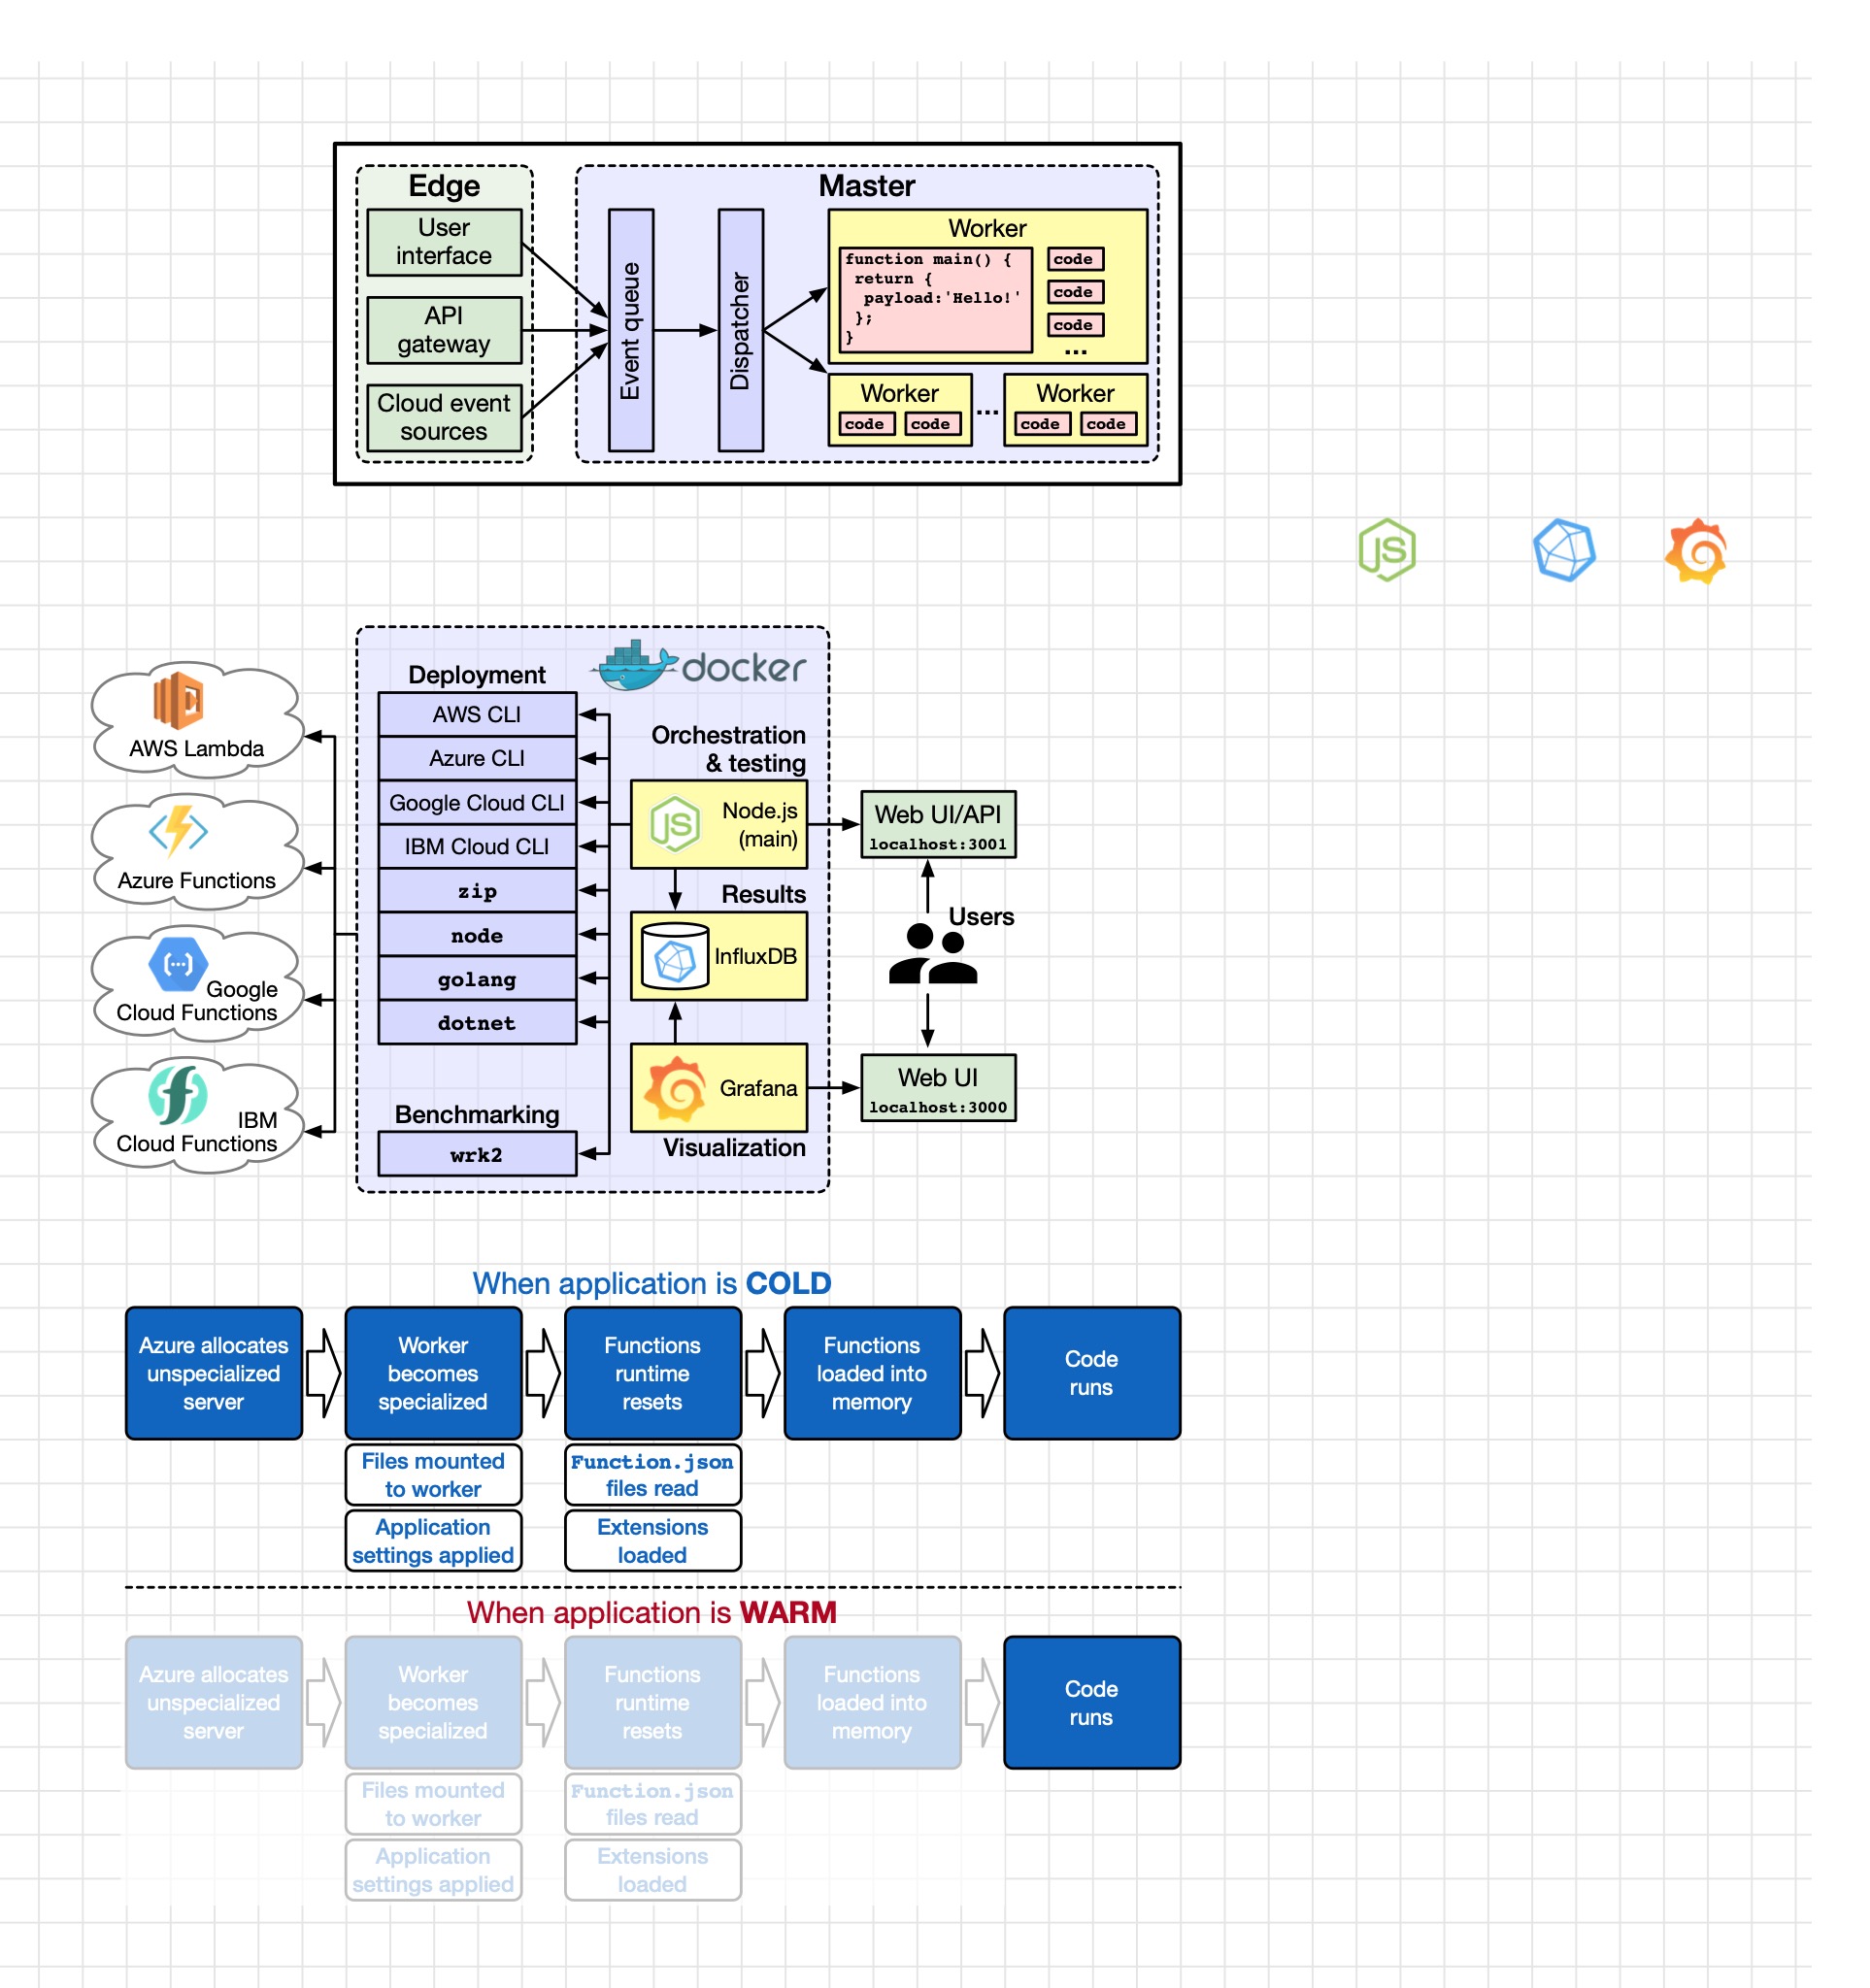 Edge
User
interface
API
gateway
Cloud event
sources
Master
Event queue
Dispatcher
Worker
function main() {
return {
payload:'Hello!'
};
}
code
code
code
...
Worker
code code
...
Worker
code code
JS
docker
Deployment
AWS CLI
Azure CLI
Google Cloud CLI
IBM Cloud CLI
zip
node
golang
dotnet
Benchmarking
wrk2
AWS Lambda
Azure Functions
Google
Cloud Functions
IBM
Cloud Functions
Orchestration
& testing
JS
Node.js
(main)
Results
InfluxDB
Grafana
Visualization
Web UI/API
localhost:3001
Users
Web UI
localhost:3000
When application is COLD
Azure allocates
unspecialized
server
Worker
becomes
specialized
Functions
runtime
resets
Functions
loaded into
memory
Code
runs
Files mounted
to worker
Function.json
files read
Application
settings applied
Extensions
loaded
When application is WARM
Azure allocates
unspecialized
server
Worker
becomes
specialized
Functions
runtime
resets
Functions
loaded into
memory
Code
runs
Files mounted
to worker
Function.json
files read
Application
settings applied
Extensions
loaded